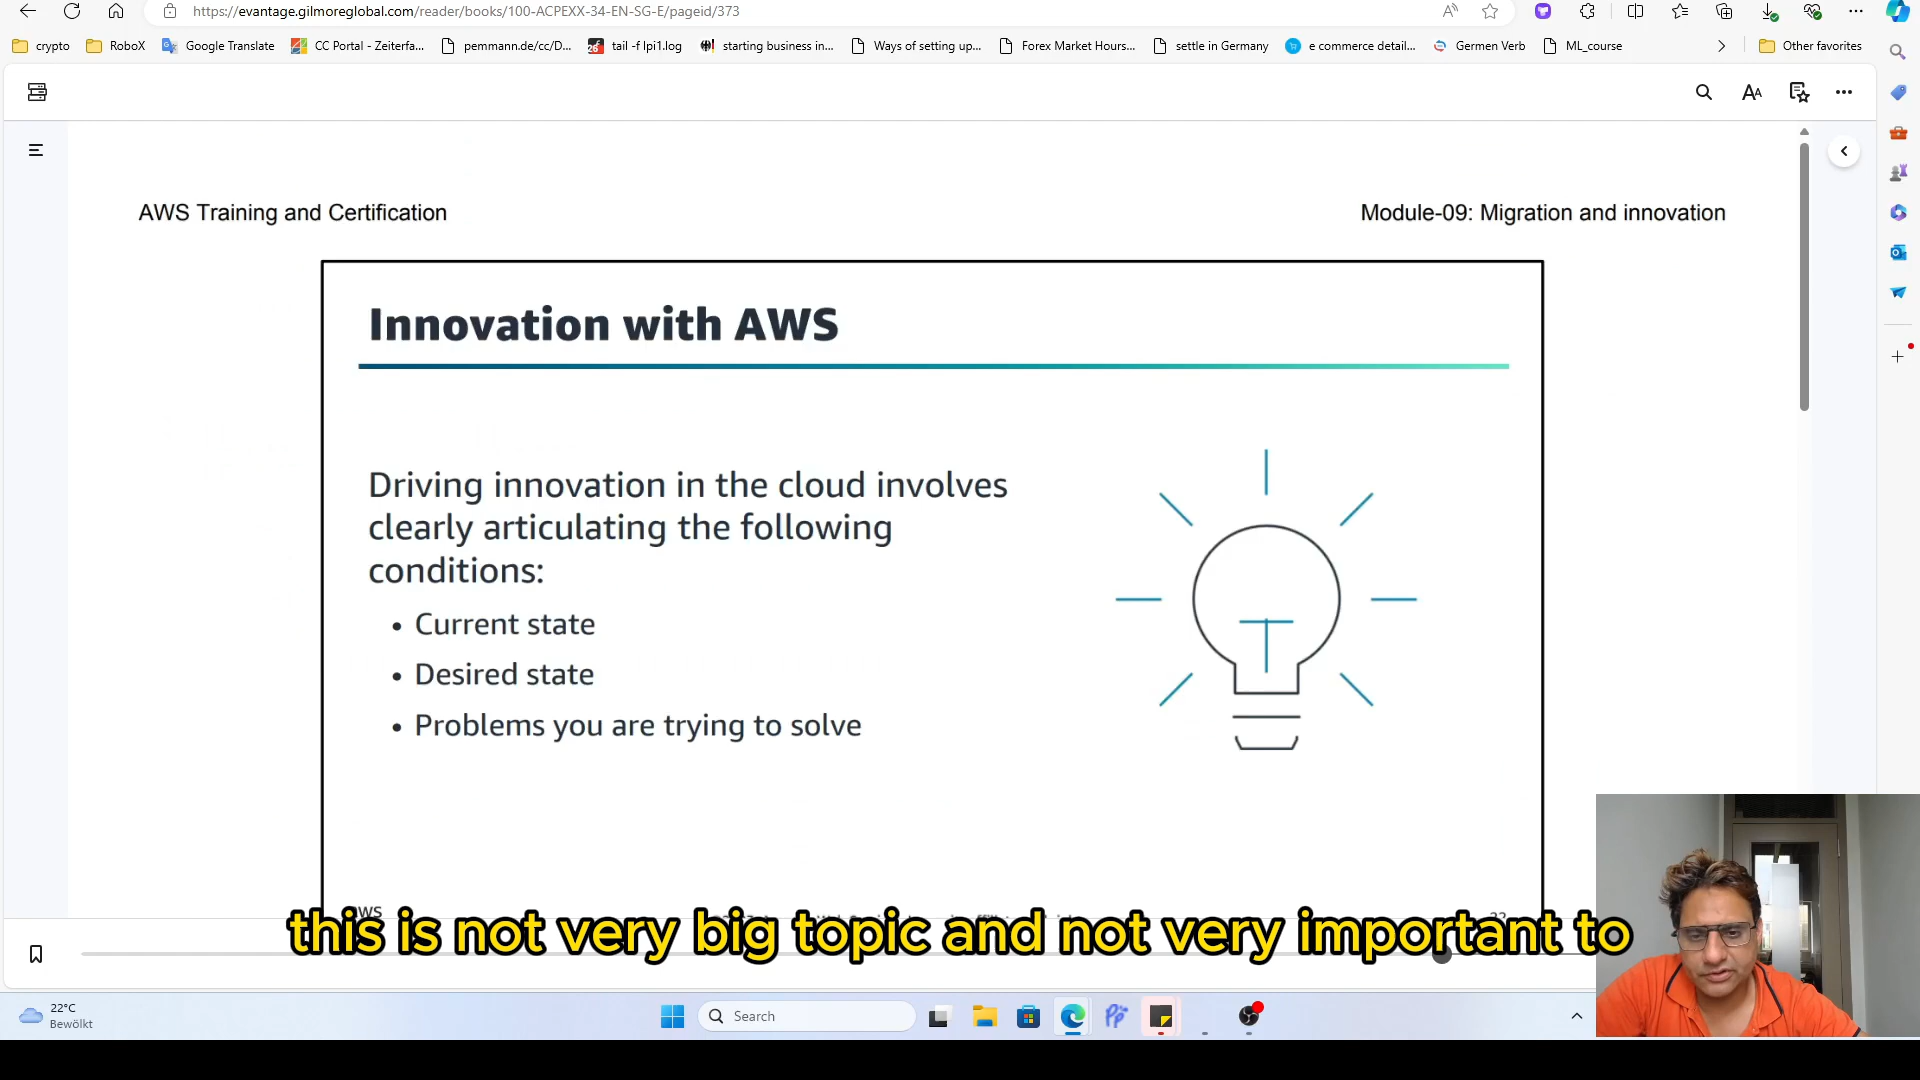 https://evantage.gilmoreglobal.com/reader/books/100-ACPEXX-34-EN-SG-E/pageid/373
crypto RoboX Google Translate CC Portal - Zeiterfa... pemmann.de/cc/D... tail -f lpi1.log starting business in... Ways of setting up... Forex Market Hours... settle in Germany e commerce detail... Germen Verb ML_course Other favorites
AWS Training and Certification Module-09: Migration and innovation
Innovation with AWS
Driving innovation in the cloud involves
clearly articulating the following
conditions:
• Current state
• Desired state
• Problems you are trying to solve
this is not very big topic and not very important to
22°C
Bewölkt
Search